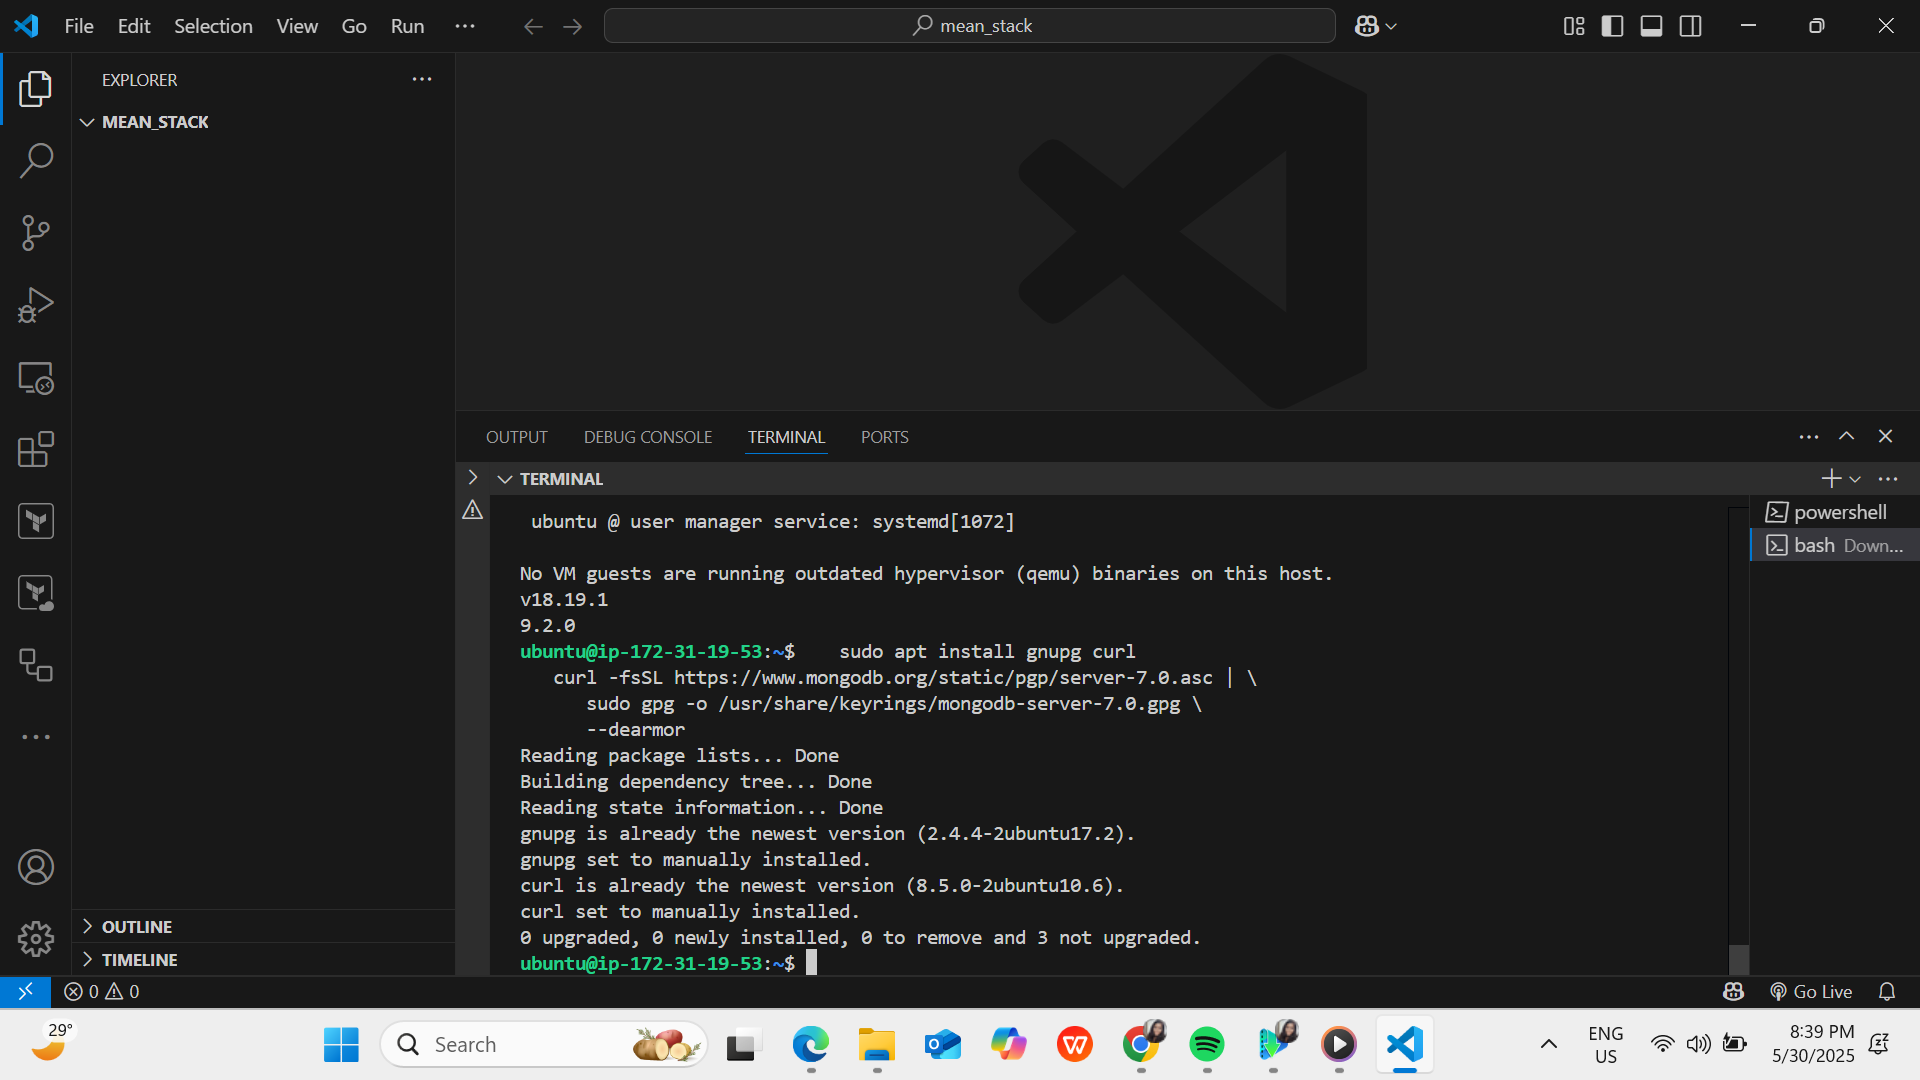 File Edit Selection View Go Run ···
mean_stack
EXPLORER
MEAN_STACK
OUTLINE
TIMELINE
OUTPUT DEBUG CONSOLE TERMINAL PORTS
TERMINAL
powershell
bash Down...
ubuntu @ user manager service: systemd[1072]
No VM guests are running outdated hypervisor (qemu) binaries on this host.
v18.19.1
9.2.0
ubuntu@ip-172-31-19-53:~$    sudo apt install gnupg curl
   curl -fsSL https://www.mongodb.org/static/pgp/server-7.0.asc | \
      sudo gpg -o /usr/share/keyrings/mongodb-server-7.0.gpg \
      --dearmor
Reading package lists... Done
Building dependency tree... Done
Reading state information... Done
gnupg is already the newest version (2.4.4-2ubuntu17.2).
gnupg set to manually installed.
curl is already the newest version (8.5.0-2ubuntu10.6).
curl set to manually installed.
0 upgraded, 0 newly installed, 0 to remove and 3 not upgraded.
ubuntu@ip-172-31-19-53:~$
0 0
Go Live
29°
Search
ENG
US
8:39 PM
5/30/2025